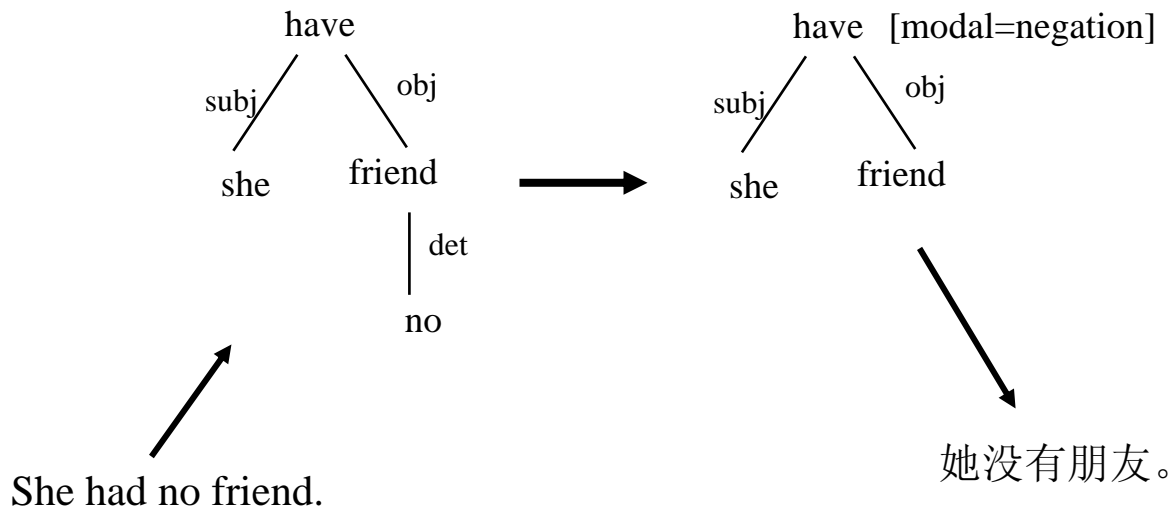 have
have [modal=negation]
subj
obj
subj
obj
she
friend
she
friend
det
no
She had no friend.
她没有朋友。